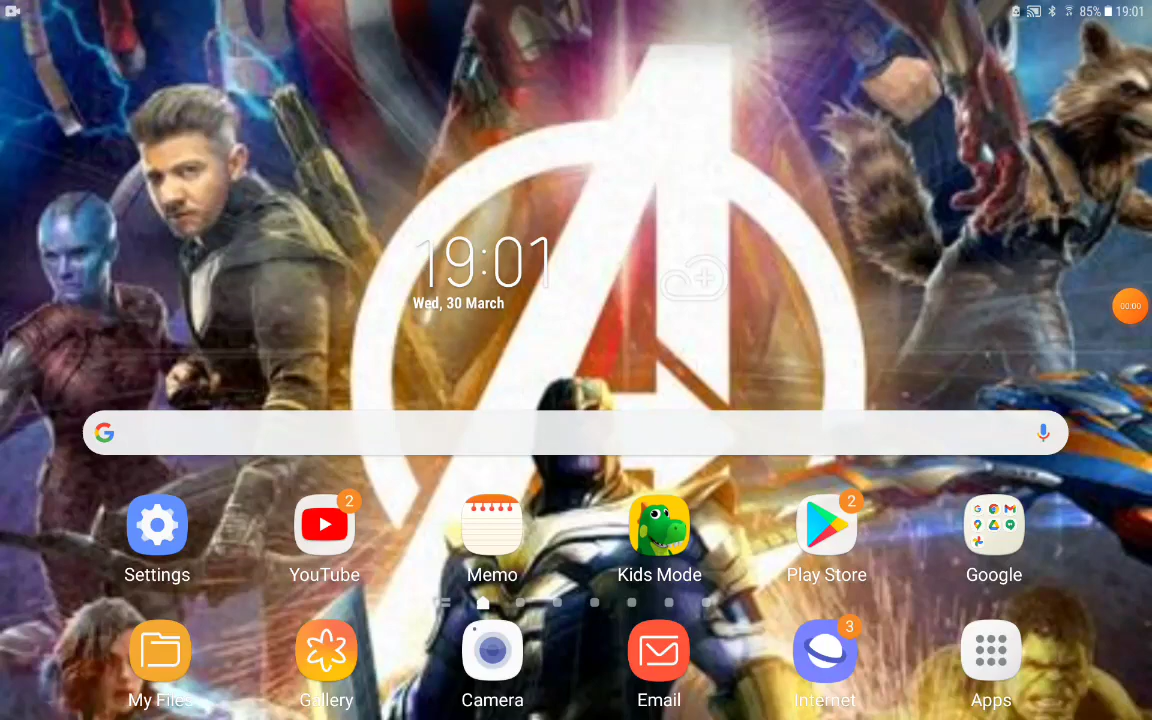 85% 19:01
19:01
Wed, 30 March
00:00
2
2
Settings
YouTube
Memo
Kids Mode
Play Store
Google
3
My Files
Gallery
Camera
Email
Internet
Apps